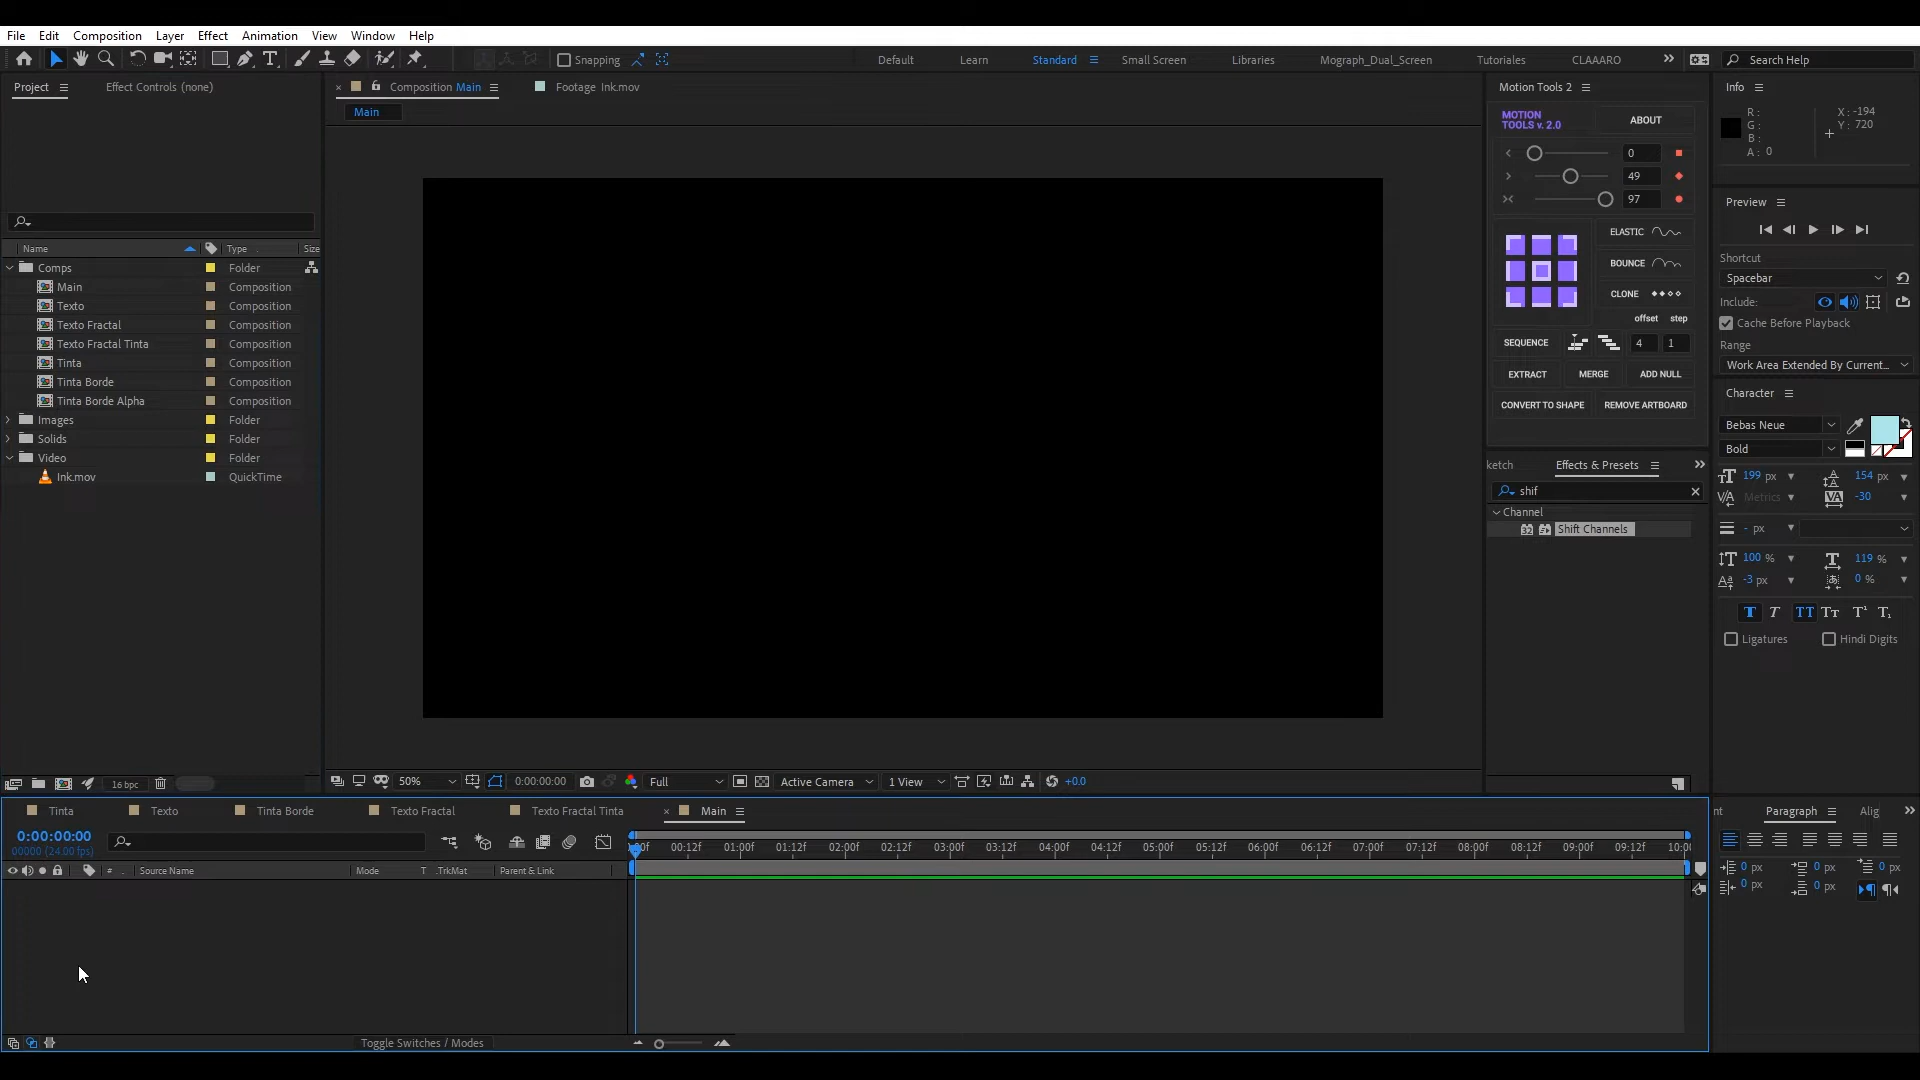 File Edit Composition Layer Effect Animation View Window Help
Snapping Default Learn Standard Small Screen Libraries Mograph_Dual_Screen Tutoriales CLAAARO Search Help
Project Effect Controls (none)
Composition Main Footage Ink.mov
Main
Name Type Size
Comps Folder
Main Composition
Texto Composition
Texto Fractal Composition
Texto Fractal Tinta Composition
Tinta Composition
Tinta Borde Composition
Tinta Borde Alpha Composition
Images Folder
Solids Folder
Video Folder
Ink.mov QuickTime
16 bpc
50% 0:00:00:00 Full Active Camera 1 View +0.0
Motion Tools 2
MOTION
TOOLS v. 2.0
ABOUT
0
49
97
ELASTIC
BOUNCE
CLONE
offset step
SEQUENCE 4 1
EXTRACT MERGE ADD NULL
CONVERT TO SHAPE REMOVE ARTBOARD
ketch Effects & Presets
shif
Channel
32 Shift Channels
Info
R :
G :
B :
A : 0
X : -194
Y : 720
Preview
Shortcut
Spacebar
Include:
Cache Before Playback
Range
Work Area Extended By Current...
Character
Bebas Neue
Bold
199 px 154 px
Metrics -30
- px
100 % 119 %
-3 px 0 %
T T TT Tт T¹ T₁
Ligatures Hindi Digits
nt Paragraph Alig
0 px 0 px 0 px
0 px 0 px
Tinta Texto Tinta Borde Texto Fractal Texto Fractal Tinta Main
0:00:00:00
00000 (24.00 fps)
# Source Name Mode T .TrkMat Parent & Link
:00f 00:12f 01:00f 01:12f 02:00f 02:12f 03:00f 03:12f 04:00f 04:12f 05:00f 05:12f 06:00f 06:12f 07:00f 07:12f 08:00f 08:12f 09:00f 09:12f 10:00
Toggle Switches / Modes